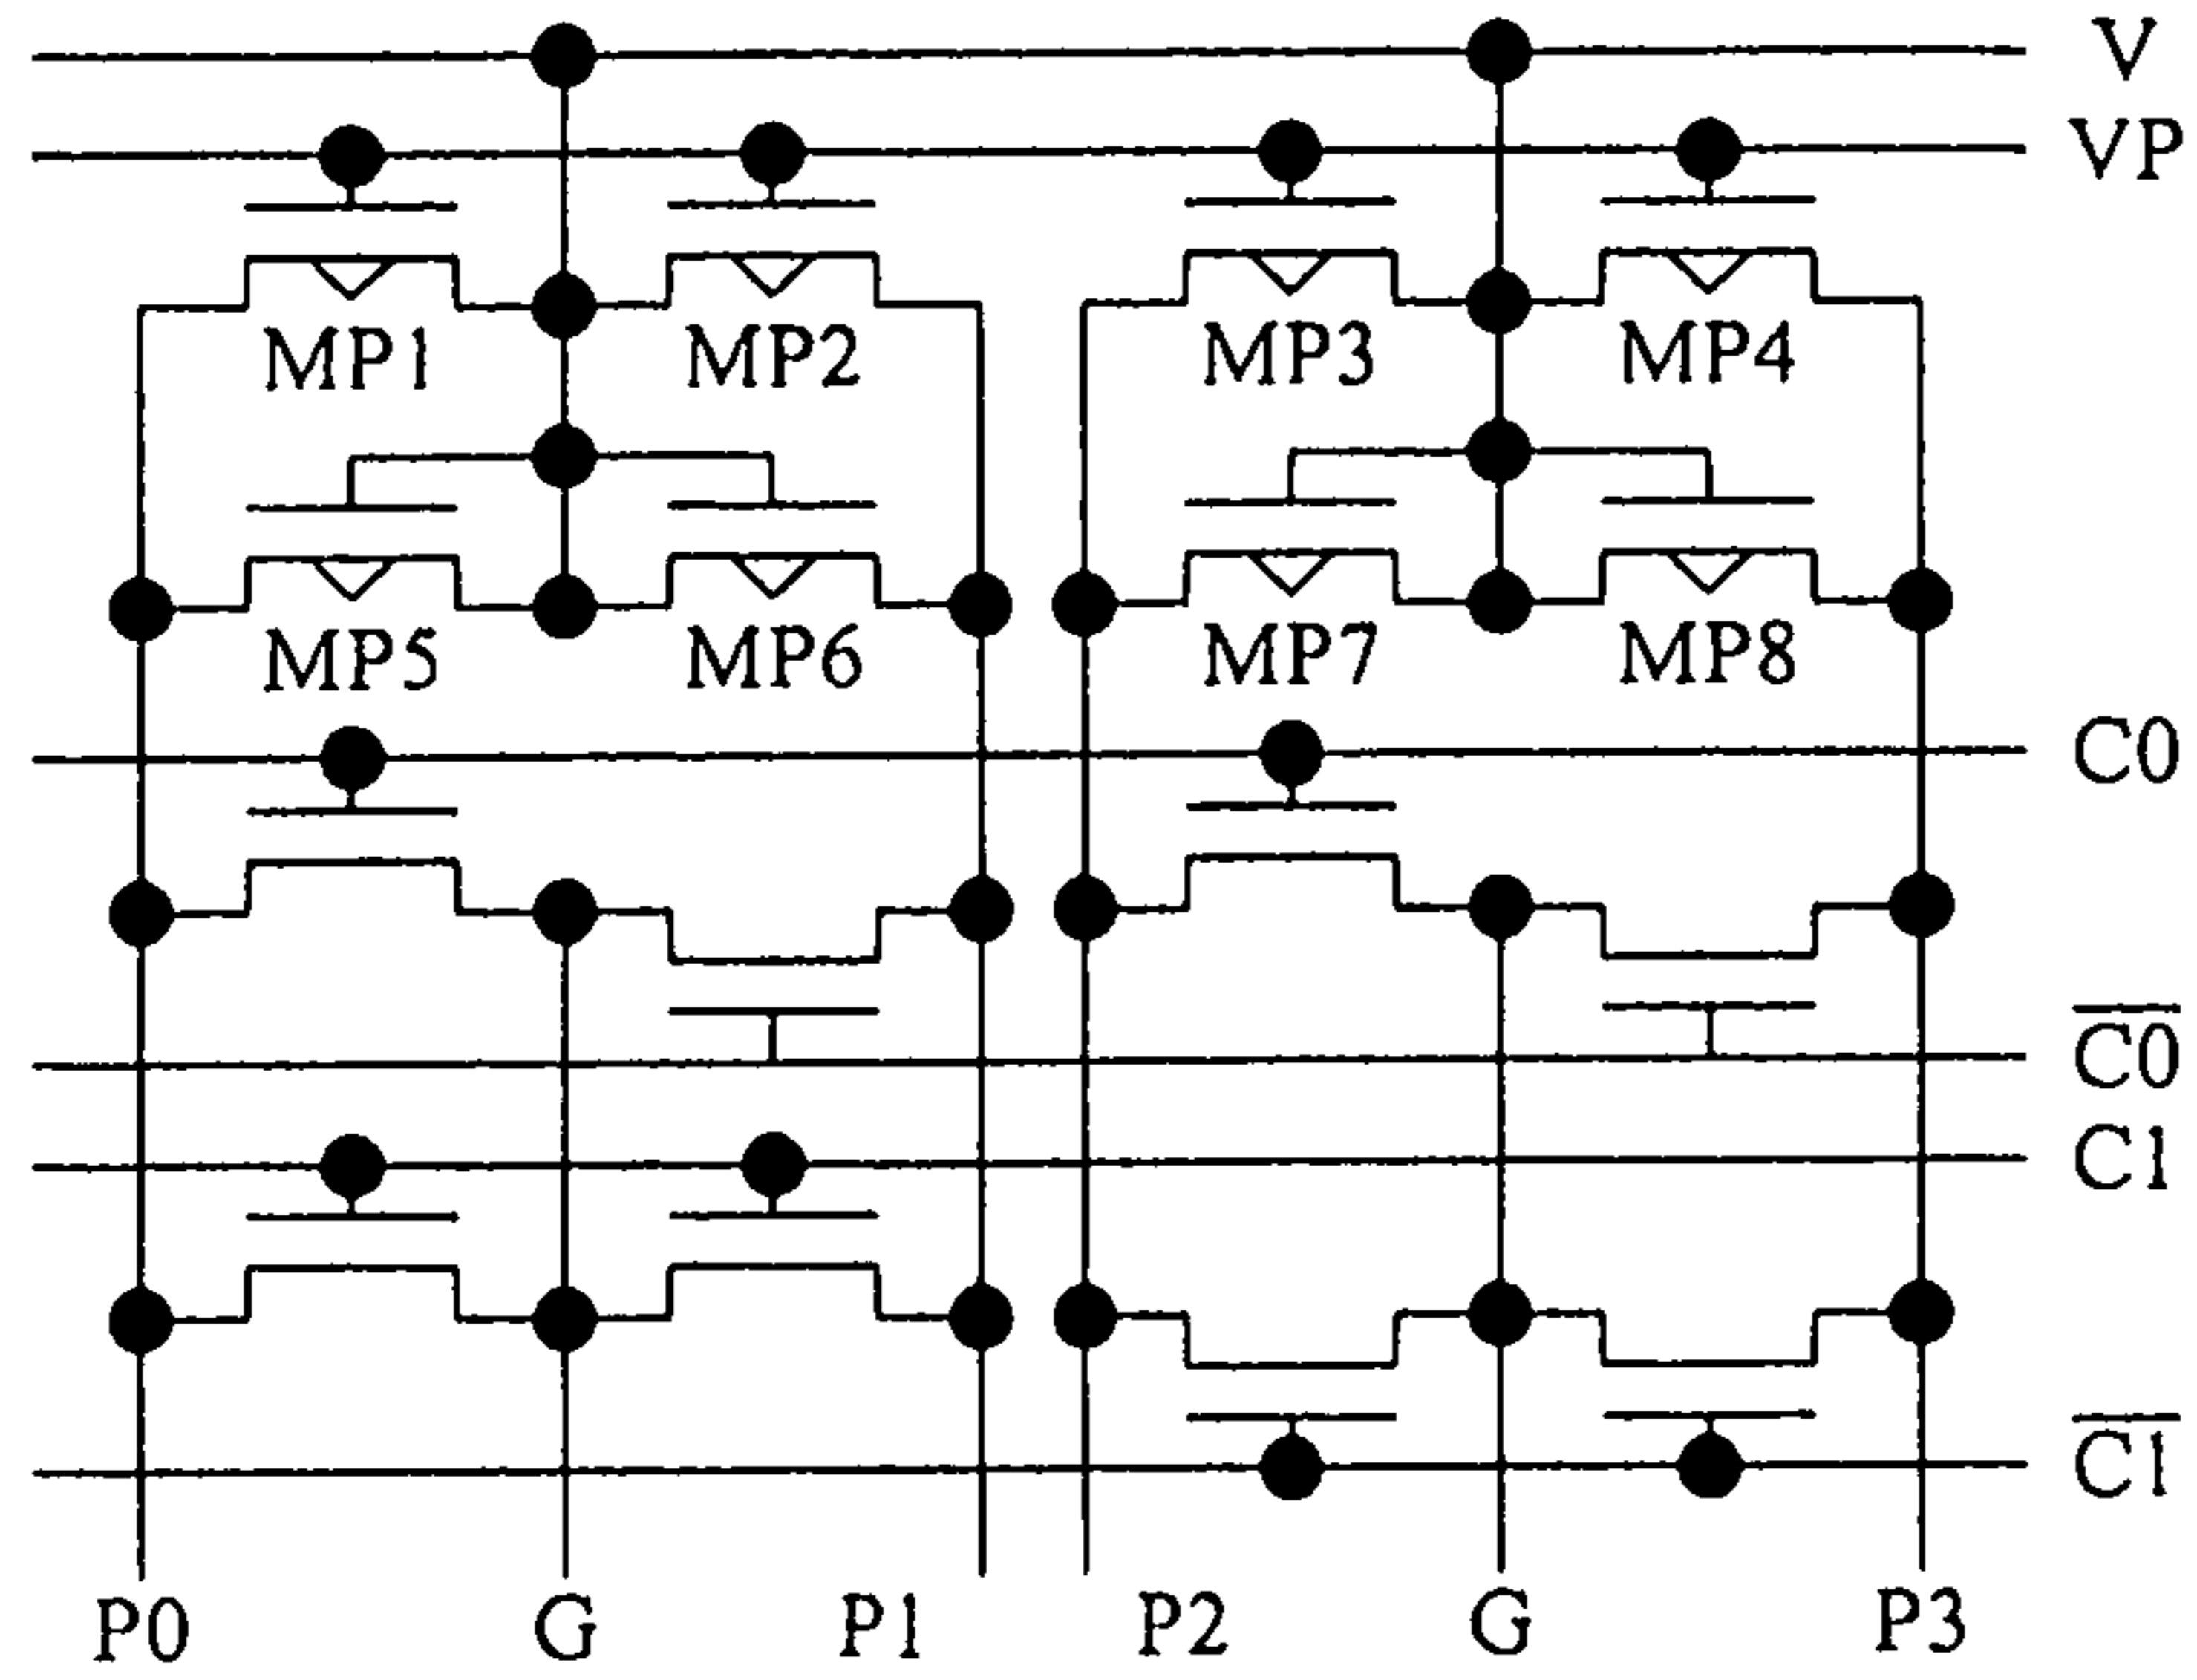 V
VP
MP1 MP2 MP3 MP4
MP5 MP6 MP7 MP8
C0
C̅0̅
C1
C̅1̅
P0 G P1 P2 G P3